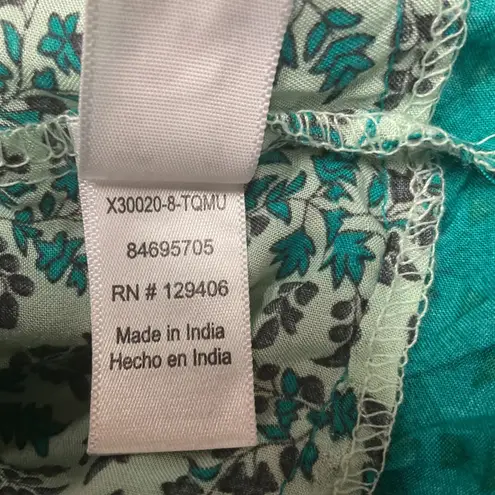 X30020-8-TQMU
84695705
RN # 129406
Made in India
Hecho en India